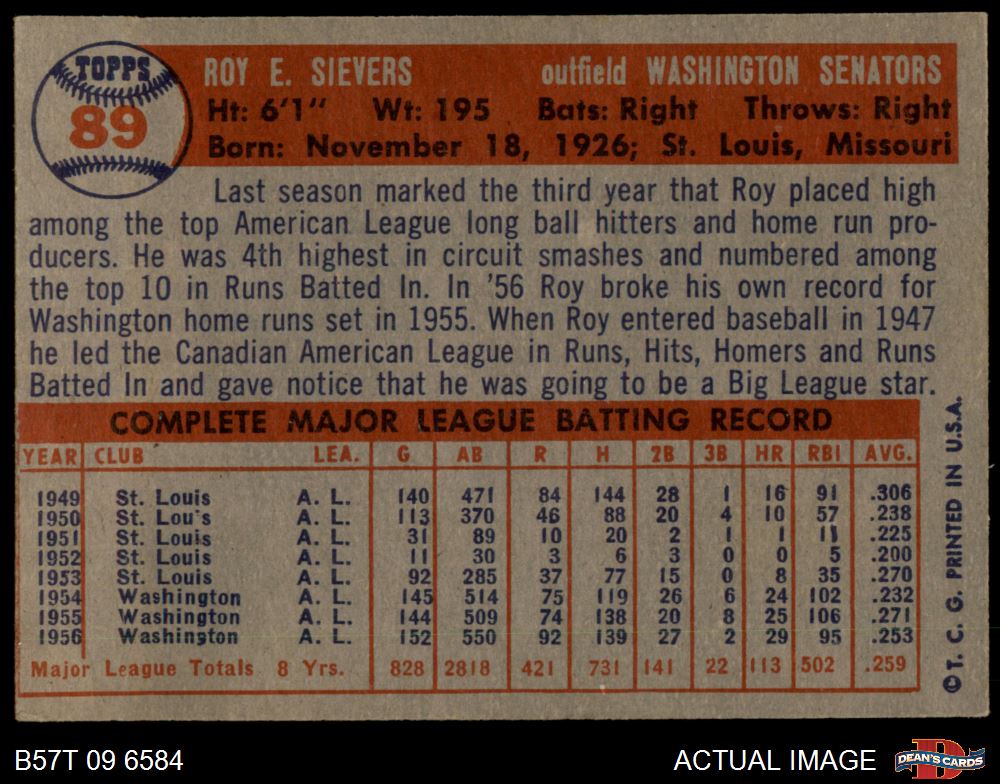 TOPPS
89
ROY E. SIEVERS outfield WASHINGTON SENATORS
Ht: 6'1" Wt: 195 Bats: Right Throws: Right
Born: November 18, 1926; St. Louis, Missouri
Last season marked the third year that Roy placed high
among the top American League long ball hitters and home run pro-
ducers. He was 4th highest in circuit smashes and numbered among
the top 10 in Runs Batted In. In '56 Roy broke his own record for
Washington home runs set in 1955. When Roy entered baseball in 1947
he led the Canadian American League in Runs, Hits, Homers and Runs
Batted In and gave notice that he was going to be a Big League star.
COMPLETE MAJOR LEAGUE BATTING RECORD
YEAR CLUB LEA. G AB R H 2B 3B HR RBI AVG.
1949 St. Louis A. L. 140 471 84 144 28 1 16 91 .306
1950 St. Lou's A. L. 113 370 46 88 20 4 10 57 .238
1951 St. Louis A. L. 31 89 10 20 2 1 1 11 .225
1952 St. Louis A. L. 11 30 3 6 3 0 0 5 .200
1953 St. Louis A. L. 92 285 37 77 15 0 8 35 .270
1954 Washington A. L. 145 514 75 119 26 6 24 102 .232
1955 Washington A. L. 144 509 74 138 20 8 25 106 .271
1956 Washington A. L. 152 550 92 139 27 2 29 95 .253
Major League Totals 8 Yrs. 828 2818 421 731 141 22 113 502 .259
© T. C. G. PRINTED IN U.S.A.
B57T 09 6584 ACTUAL IMAGE
DEAN'S CARDS